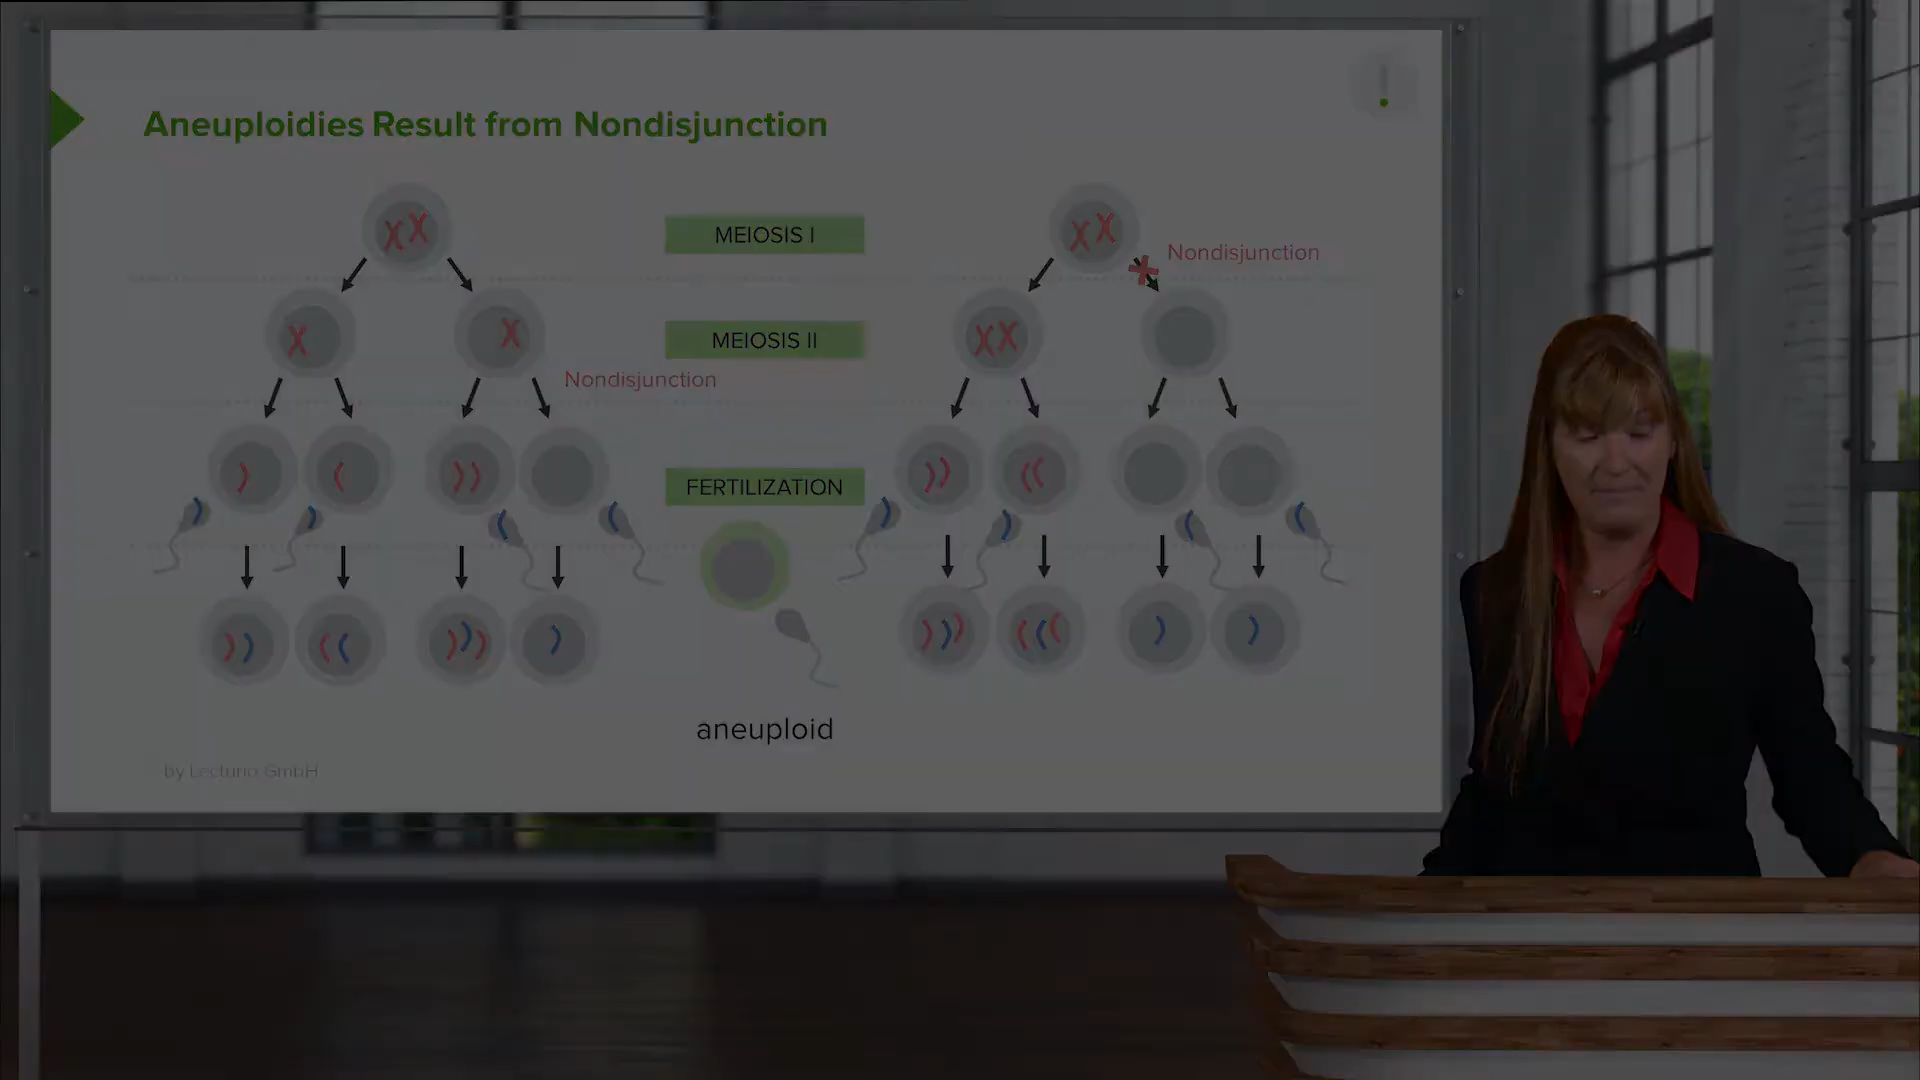 Aneuploidies Result from Nondisjunction
MEIOSIS I
Nondisjunction
MEIOSIS II
Nondisjunction
FERTILIZATION
aneuploid
by Lecturio GmbH